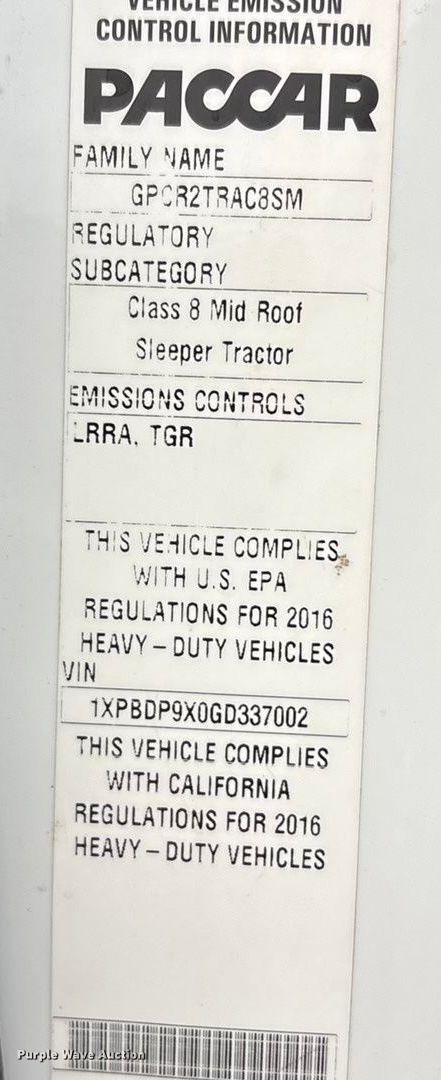 VEHICLE EMISSION
CONTROL INFORMATION
PACCAR
FAMILY NAME
GPCR2TRAC8SM
REGULATORY
SUBCATEGORY
Class 8 Mid Roof
Sleeper Tractor
EMISSIONS CONTROLS
LRRA, TGR
THIS VEHICLE COMPLIES
WITH U.S. EPA
REGULATIONS FOR 2016
HEAVY – DUTY VEHICLES
VIN
1XPBDP9X0GD337002
THIS VEHICLE COMPLIES
WITH CALIFORNIA
REGULATIONS FOR 2016
HEAVY – DUTY VEHICLES
Purple Wave Auction